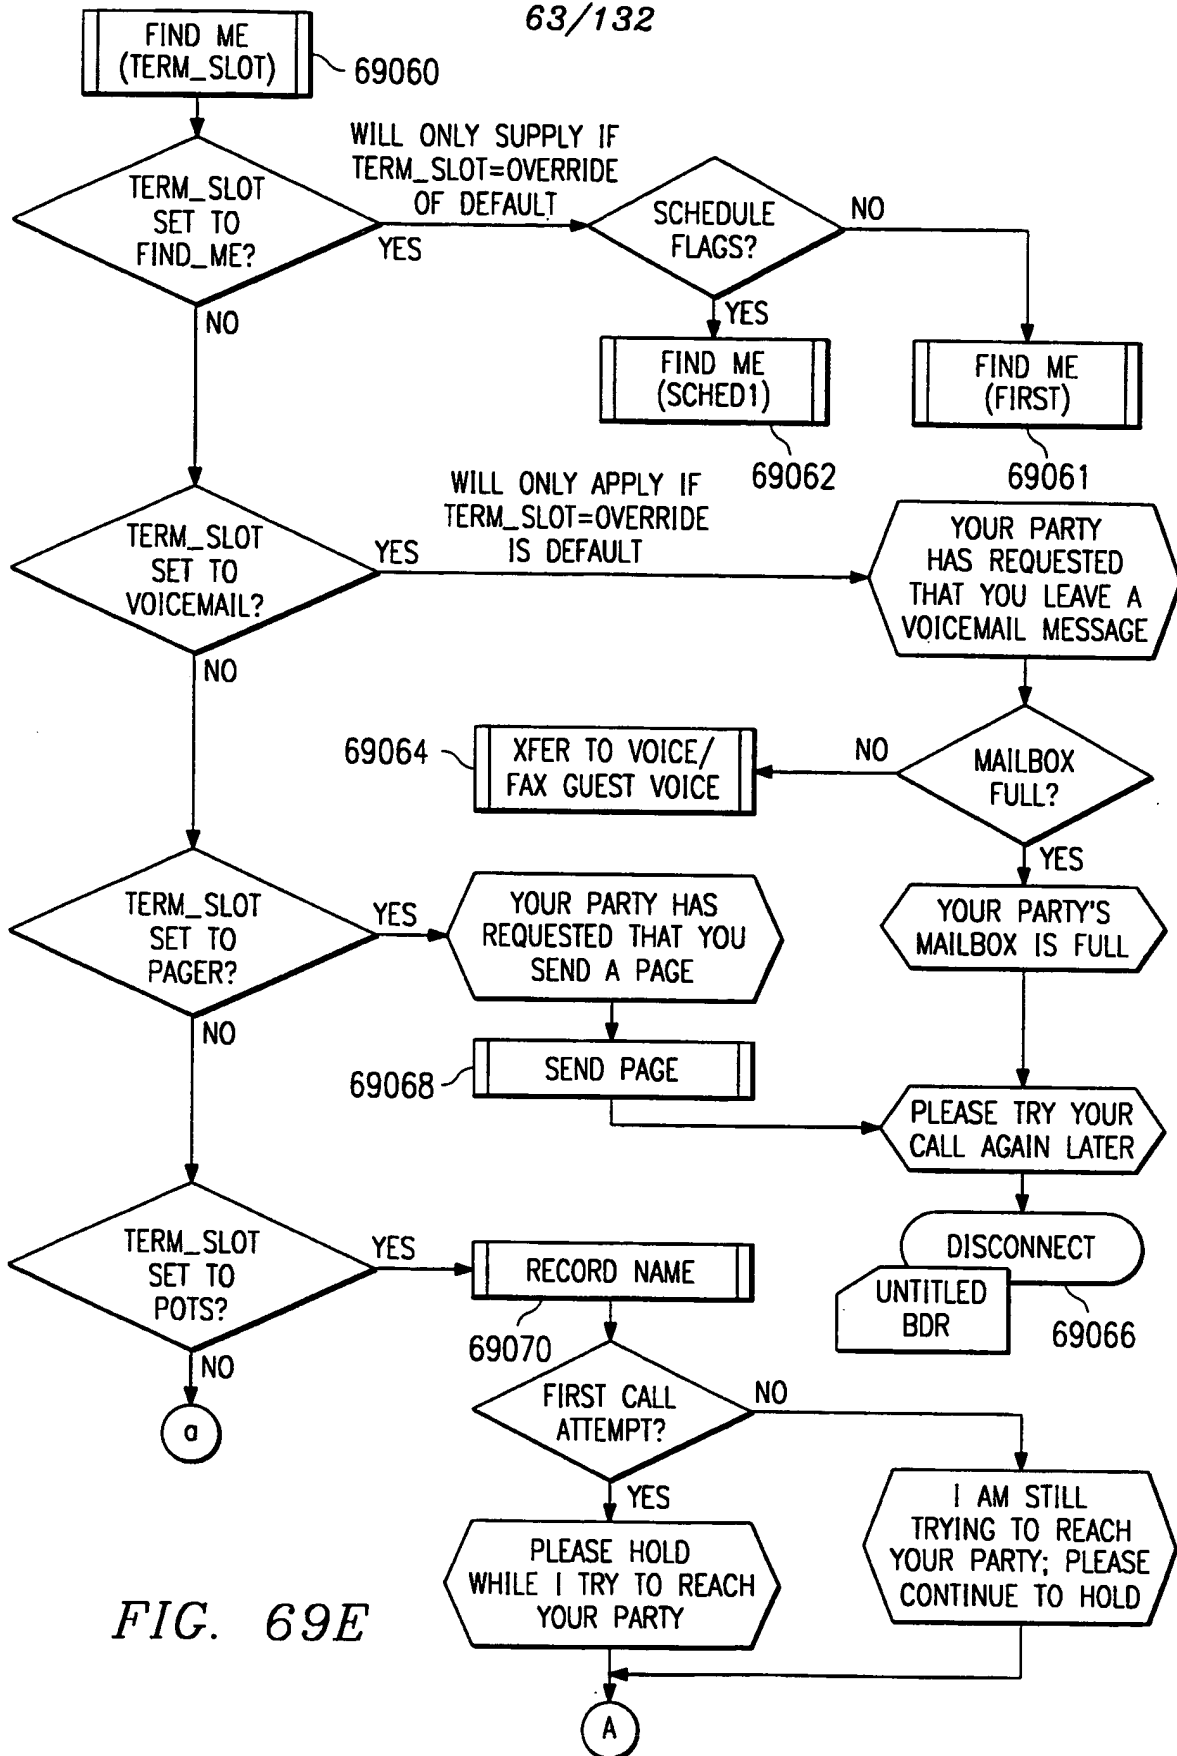 63/132
FIND ME
(TERM_SLOT)
69060
TERM_SLOT
SET TO
FIND_ME?
WILL ONLY SUPPLY IF
TERM_SLOT=OVERRIDE
OF DEFAULT
YES
SCHEDULE
FLAGS?
NO
NO
YES
FIND ME
(SCHED1)
69062
FIND ME
(FIRST)
69061
TERM_SLOT
SET TO
VOICEMAIL?
YES
WILL ONLY APPLY IF
TERM_SLOT=OVERRIDE
IS DEFAULT
YOUR PARTY
HAS REQUESTED
THAT YOU LEAVE A
VOICEMAIL MESSAGE
NO
69064
XFER TO VOICE/
FAX GUEST VOICE
NO
MAILBOX
FULL?
YES
TERM_SLOT
SET TO
PAGER?
YES
YOUR PARTY HAS
REQUESTED THAT YOU
SEND A PAGE
YOUR PARTY'S
MAILBOX IS FULL
NO
69068
SEND PAGE
PLEASE TRY YOUR
CALL AGAIN LATER
TERM_SLOT
SET TO
POTS?
YES
RECORD NAME
69070
DISCONNECT
UNTITLED
BDR
69066
NO
a
FIRST CALL
ATTEMPT?
NO
YES
PLEASE HOLD
WHILE I TRY TO REACH
YOUR PARTY
I AM STILL
TRYING TO REACH
YOUR PARTY; PLEASE
CONTINUE TO HOLD
FIG. 69E
A